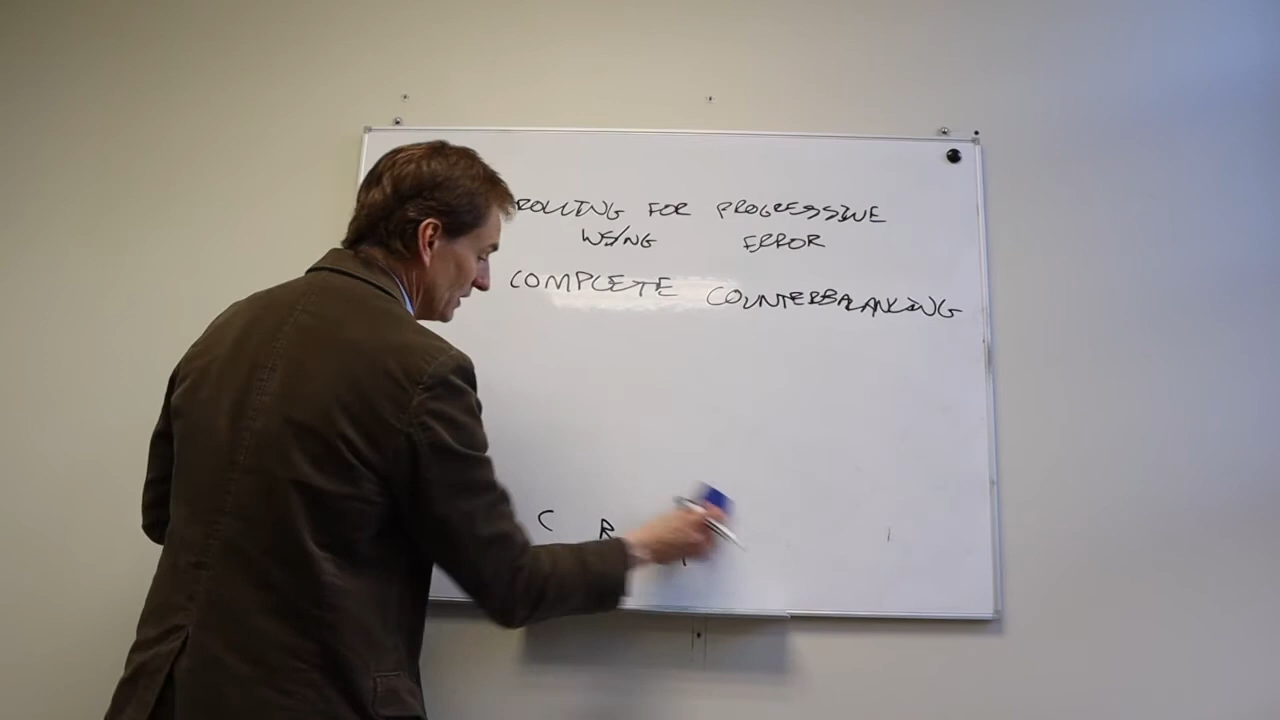 ROLLING FOR PROGRESSIVE
USING ERROR
COMPLETE COUNTERBALANCING
C B